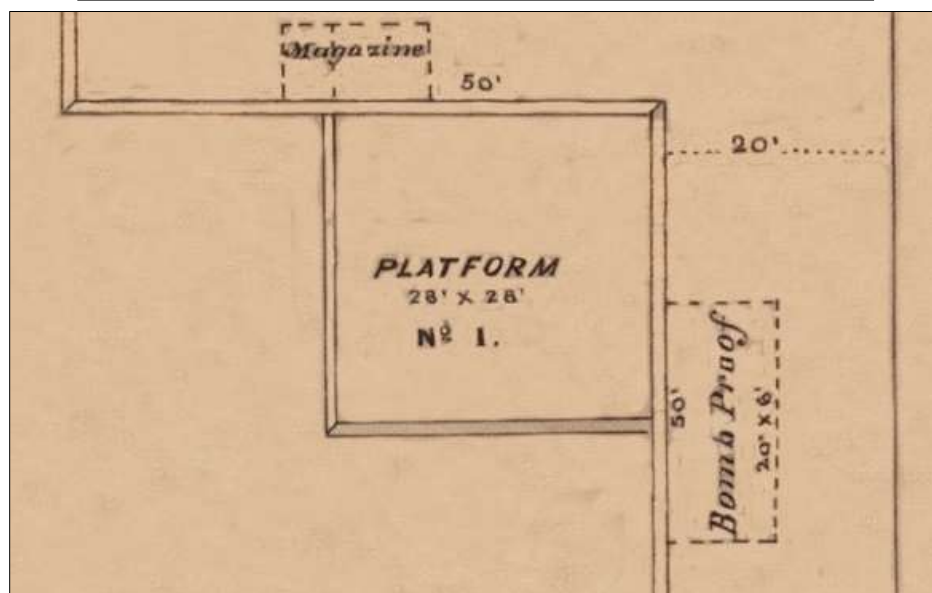 Magazine
50'
20'
PLATFORM
28' X 28'
Nº 1.
50'
Bomb Proof
20' X 6'